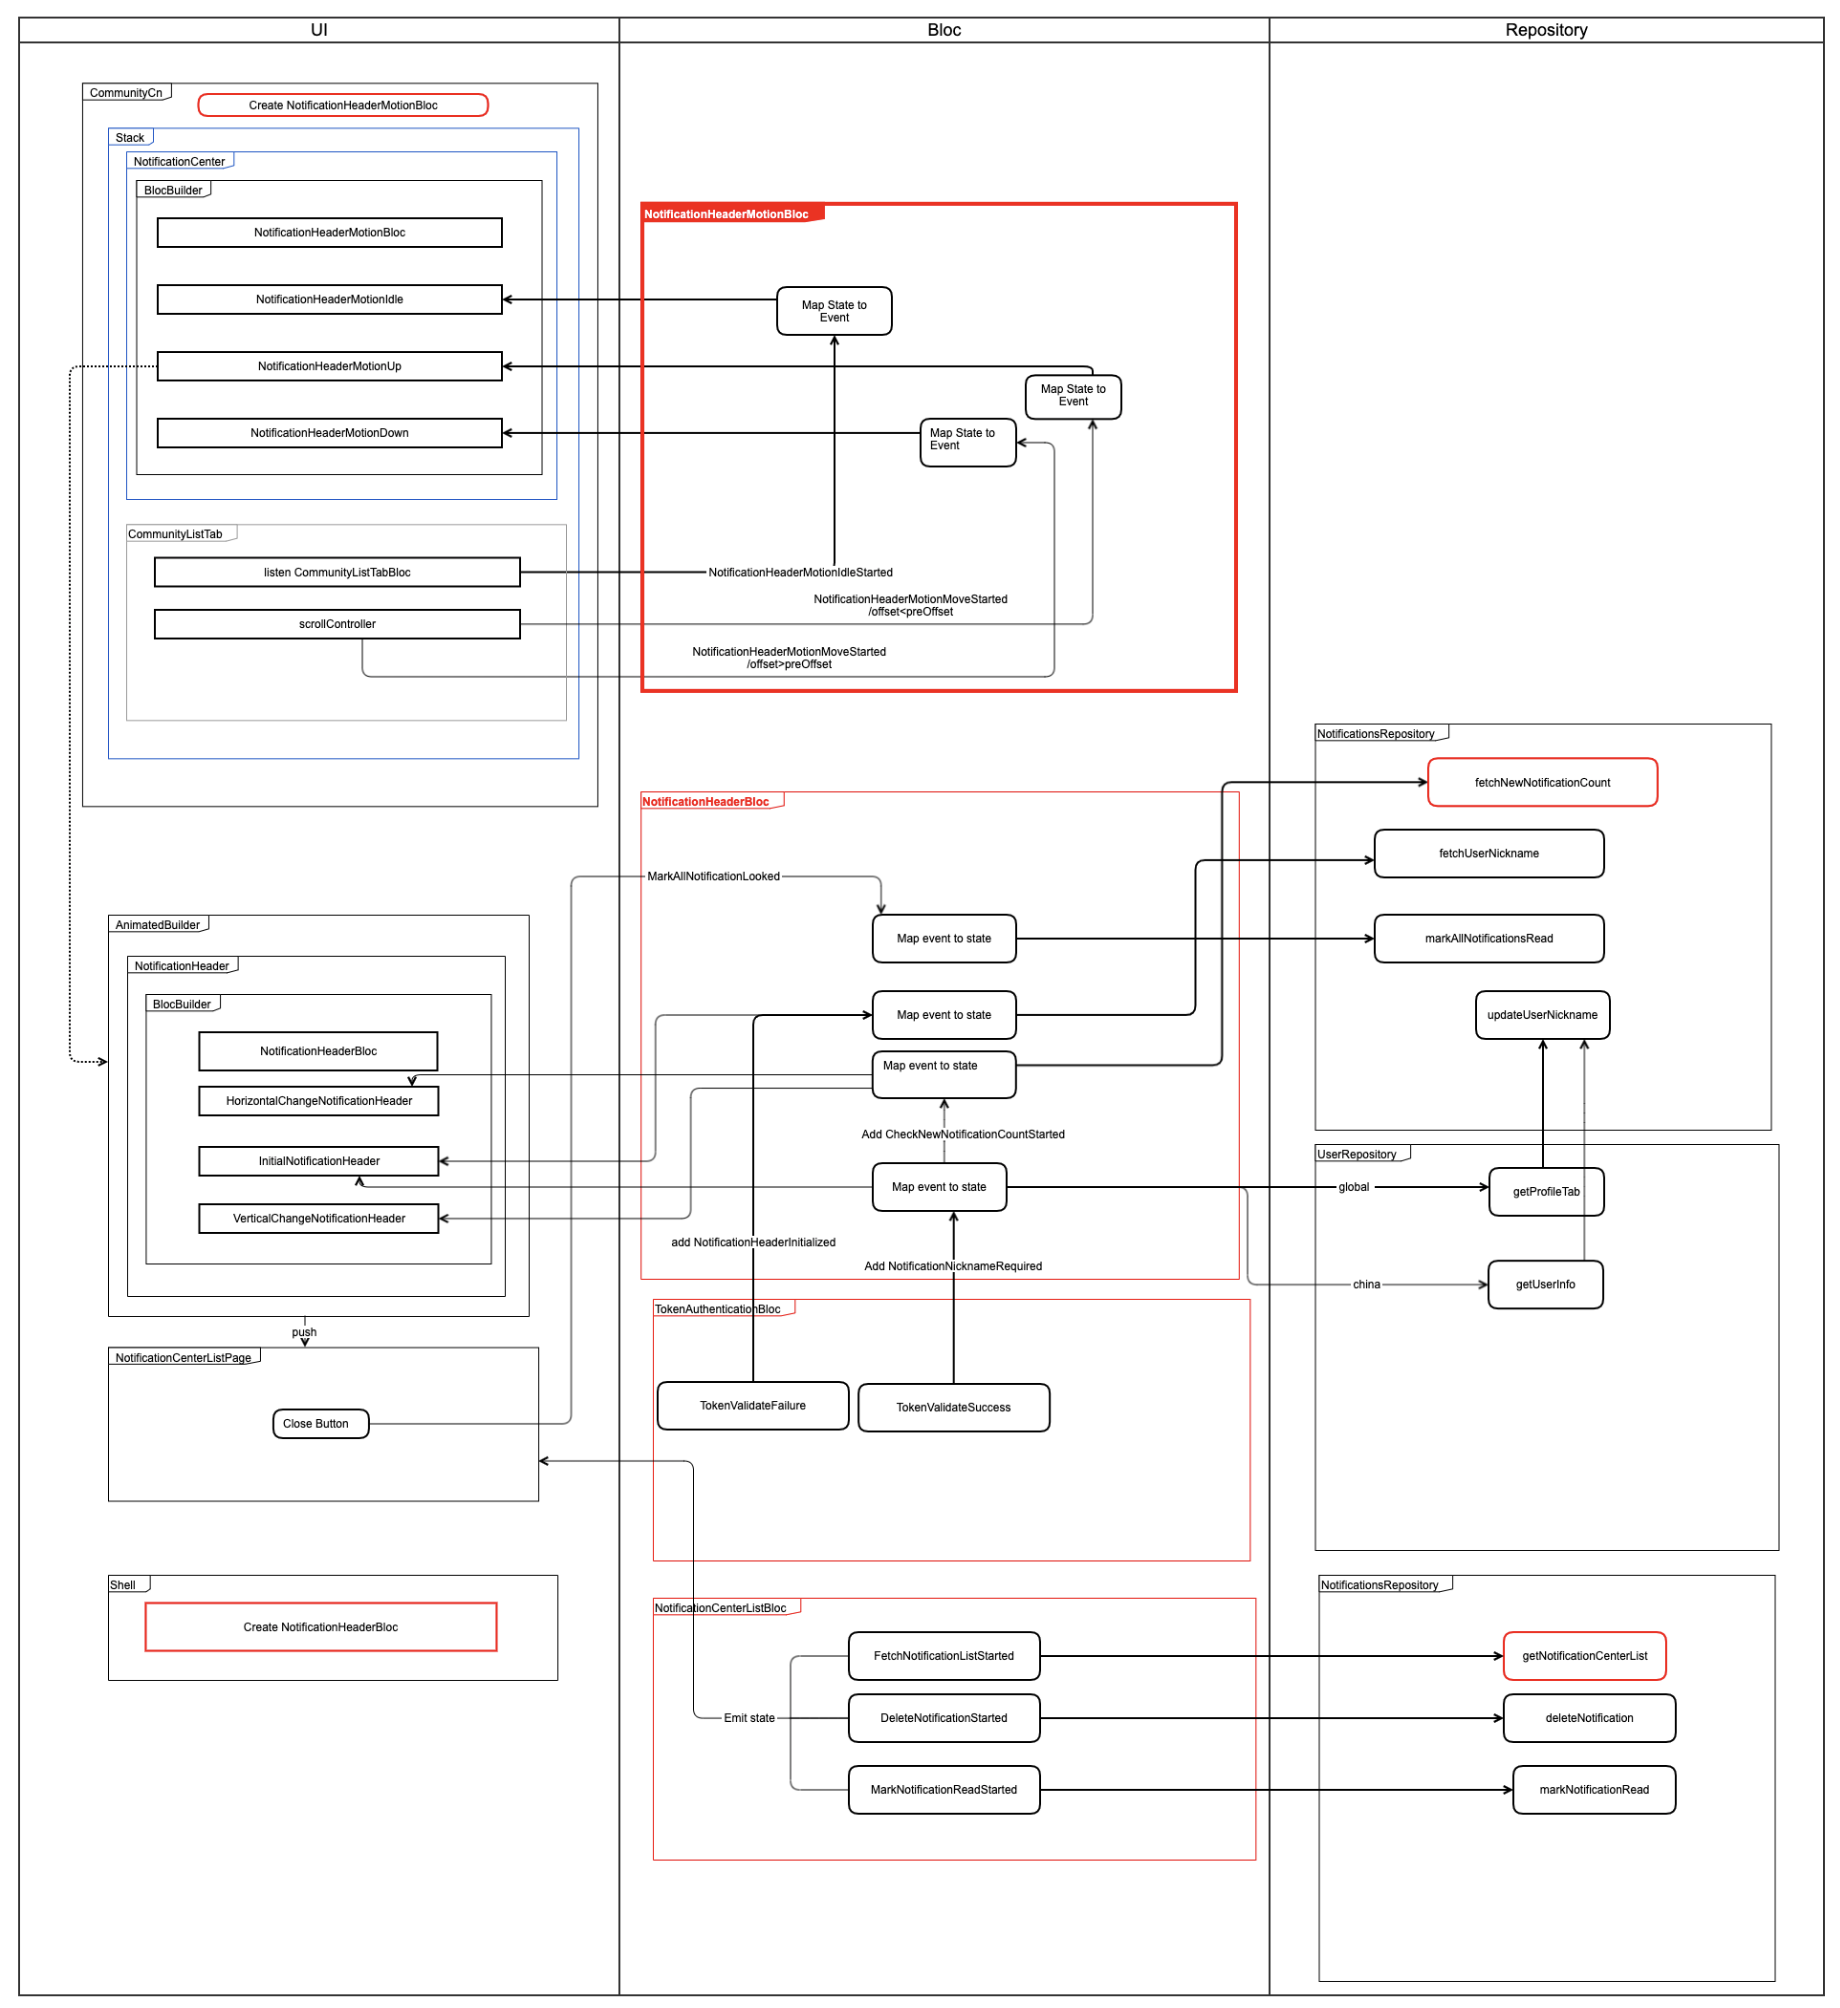 UI
Bloc
Repository
CommunityCn
Create NotificationHeaderMotionBloc
Stack
NotificationCenter
BlocBuilder
NotificationHeaderMotionBloc
NotificationHeaderMotionIdle
NotificationHeaderMotionUp
NotificationHeaderMotionDown
CommunityListTab
listen CommunityListTabBloc
scrollController
NotificationHeaderMotionBloc
Map State to
Event
Map State to
Event
Map State to
Event
NotificationHeaderMotionIdleStarted
NotificationHeaderMotionMoveStarted
/offset<preOffset
NotificationHeaderMotionMoveStarted
/offset>preOffset
NotificationsRepository
fetchNewNotificationCount
fetchUserNickname
markAllNotificationsRead
updateUserNickname
NotificationHeaderBloc
MarkAllNotificationLooked
Map event to state
Map event to state
Map event to state
Add CheckNewNotificationCountStarted
Map event to state
add NotificationHeaderInitialized
Add NotificationNicknameRequired
AnimatedBuilder
NotificationHeader
BlocBuilder
NotificationHeaderBloc
HorizontalChangeNotificationHeader
InitialNotificationHeader
VerticalChangeNotificationHeader
push
UserRepository
global
getProfileTab
china
getUserInfo
TokenAuthenticationBloc
TokenValidateFailure
TokenValidateSuccess
NotificationCenterListPage
Close Button
Shell
Create NotificationHeaderBloc
NotificationCenterListBloc
FetchNotificationListStarted
Emit state
DeleteNotificationStarted
MarkNotificationReadStarted
NotificationsRepository
getNotificationCenterList
deleteNotification
markNotificationRead